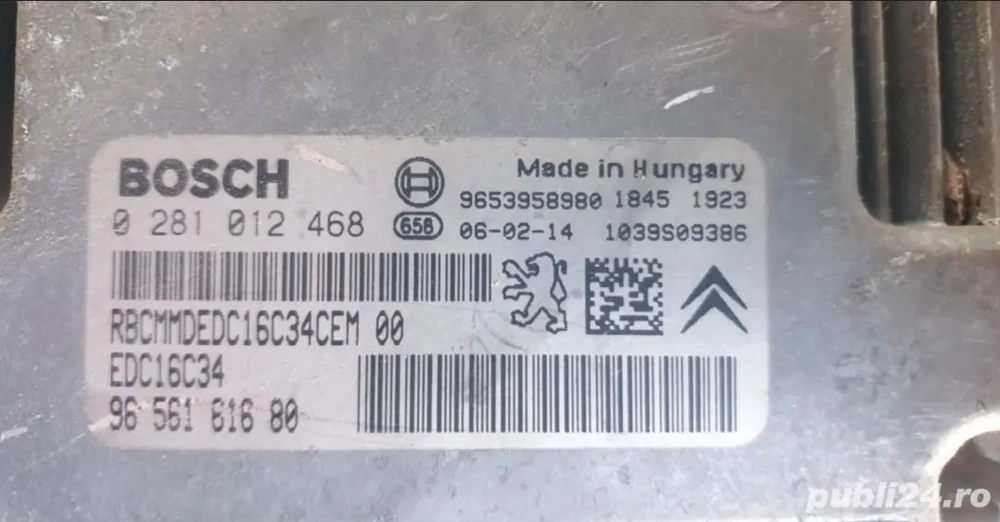 BOSCH
Made in Hungary
9653958980 1845 1923
0 281 012 468
658 06-02-14 1039S09386
RBCMMDEDC16C34CEM 00
EDC16C34
96 561 616 80
publi24.ro